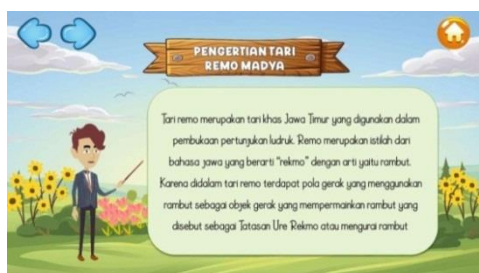 PENGERTIAN TARI
REMO MADYA
Tari remo merupakan tari khas Jawa Timur yang digunakan dalam
pembukaan pertunjukan ludruk. Remo merupakan istilah dari
bahasa jawa yang berarti "rekmo" dengan arti yaitu rambut.
Karena didalam tari remo terdapat pola gerak yang menggunakan
rambut sebagai objek gerak yang mempermainkan rambut yang
disebut sebagai Tatasan Ure Rekmo atau mengurai rambut